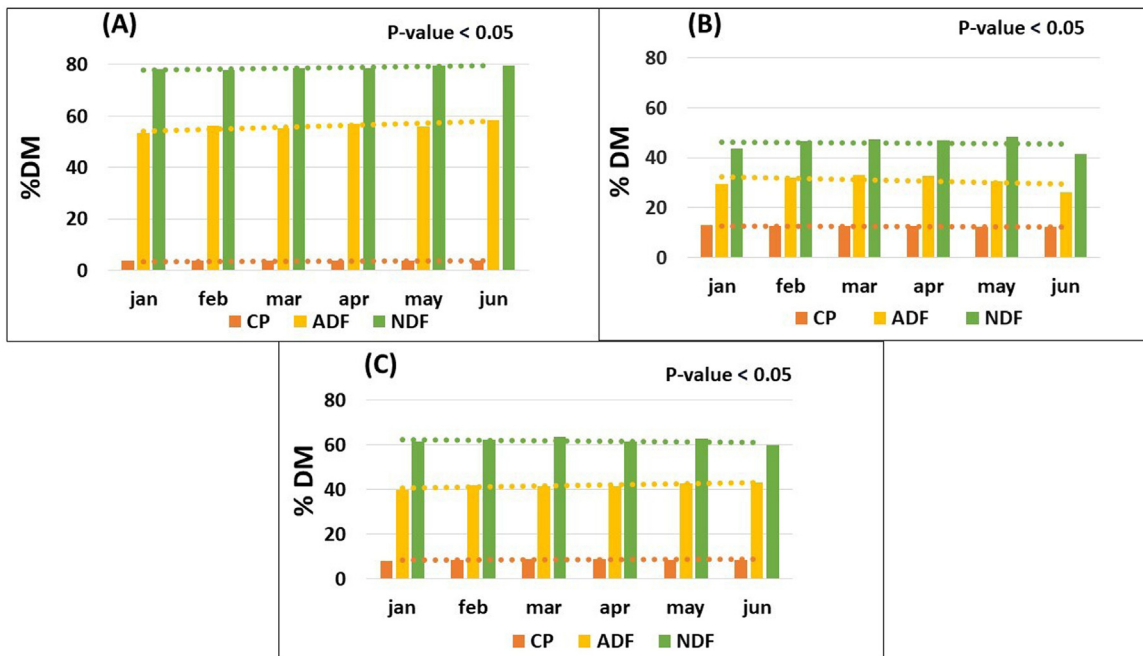 (A)
P-value < 0.05
80
60
40
20
0
%DM
jan feb mar apr may jun
CP ADF NDF
(B)
P-value < 0.05
80
60
40
20
0
% DM
jan feb mar apr may jun
CP ADF NDF
(C)
P-value < 0.05
80
60
40
20
0
% DM
jan feb mar apr may jun
CP ADF NDF